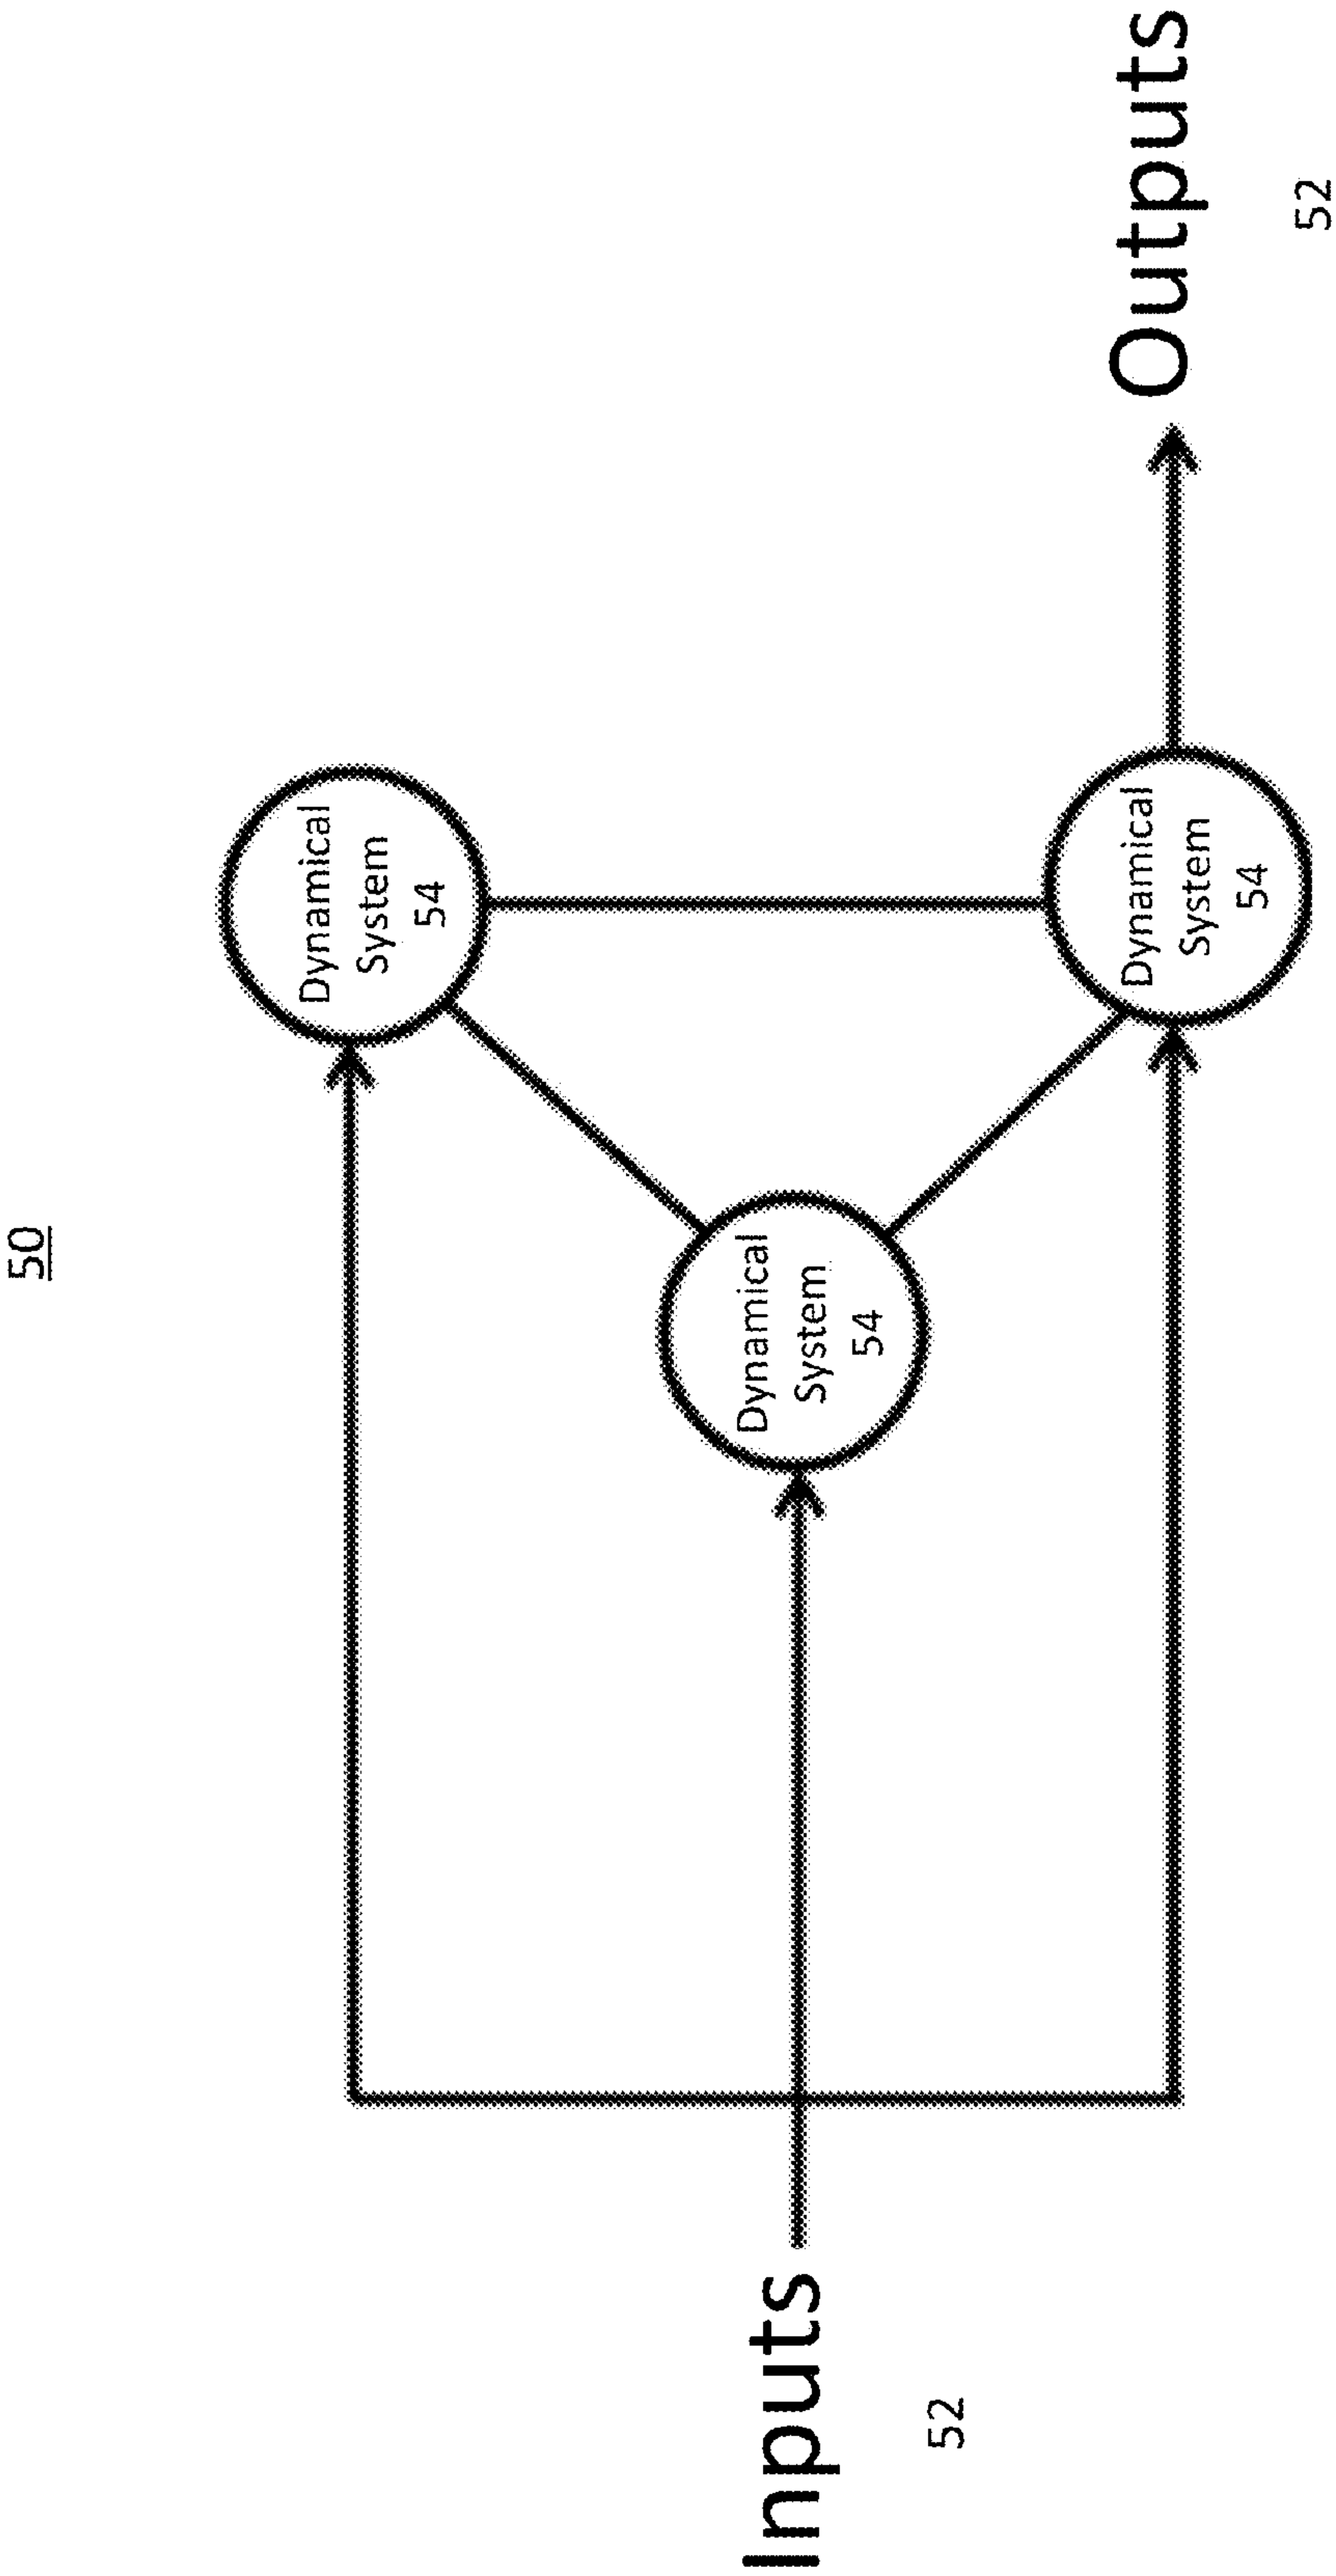 50
Dynamical
System
54
Inputs
52
Dynamical
System
54
Dynamical
System
54
Outputs
52